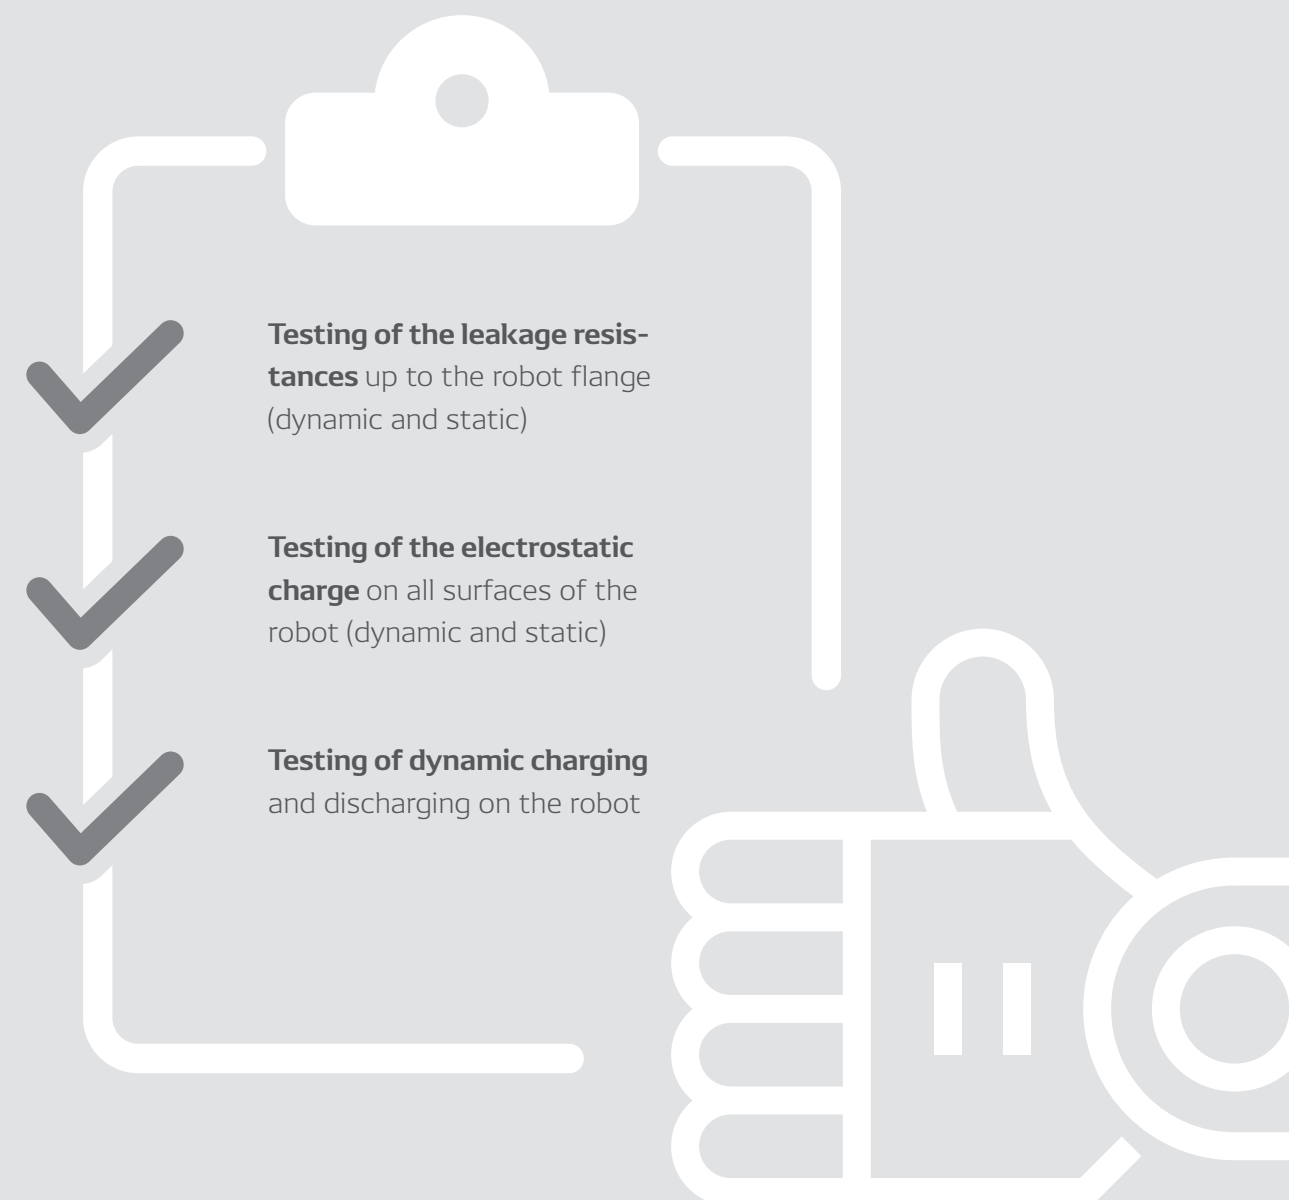 Testing of the leakage resis-
tances up to the robot flange
(dynamic and static)
Testing of the electrostatic
charge on all surfaces of the
robot (dynamic and static)
Testing of dynamic charging
and discharging on the robot